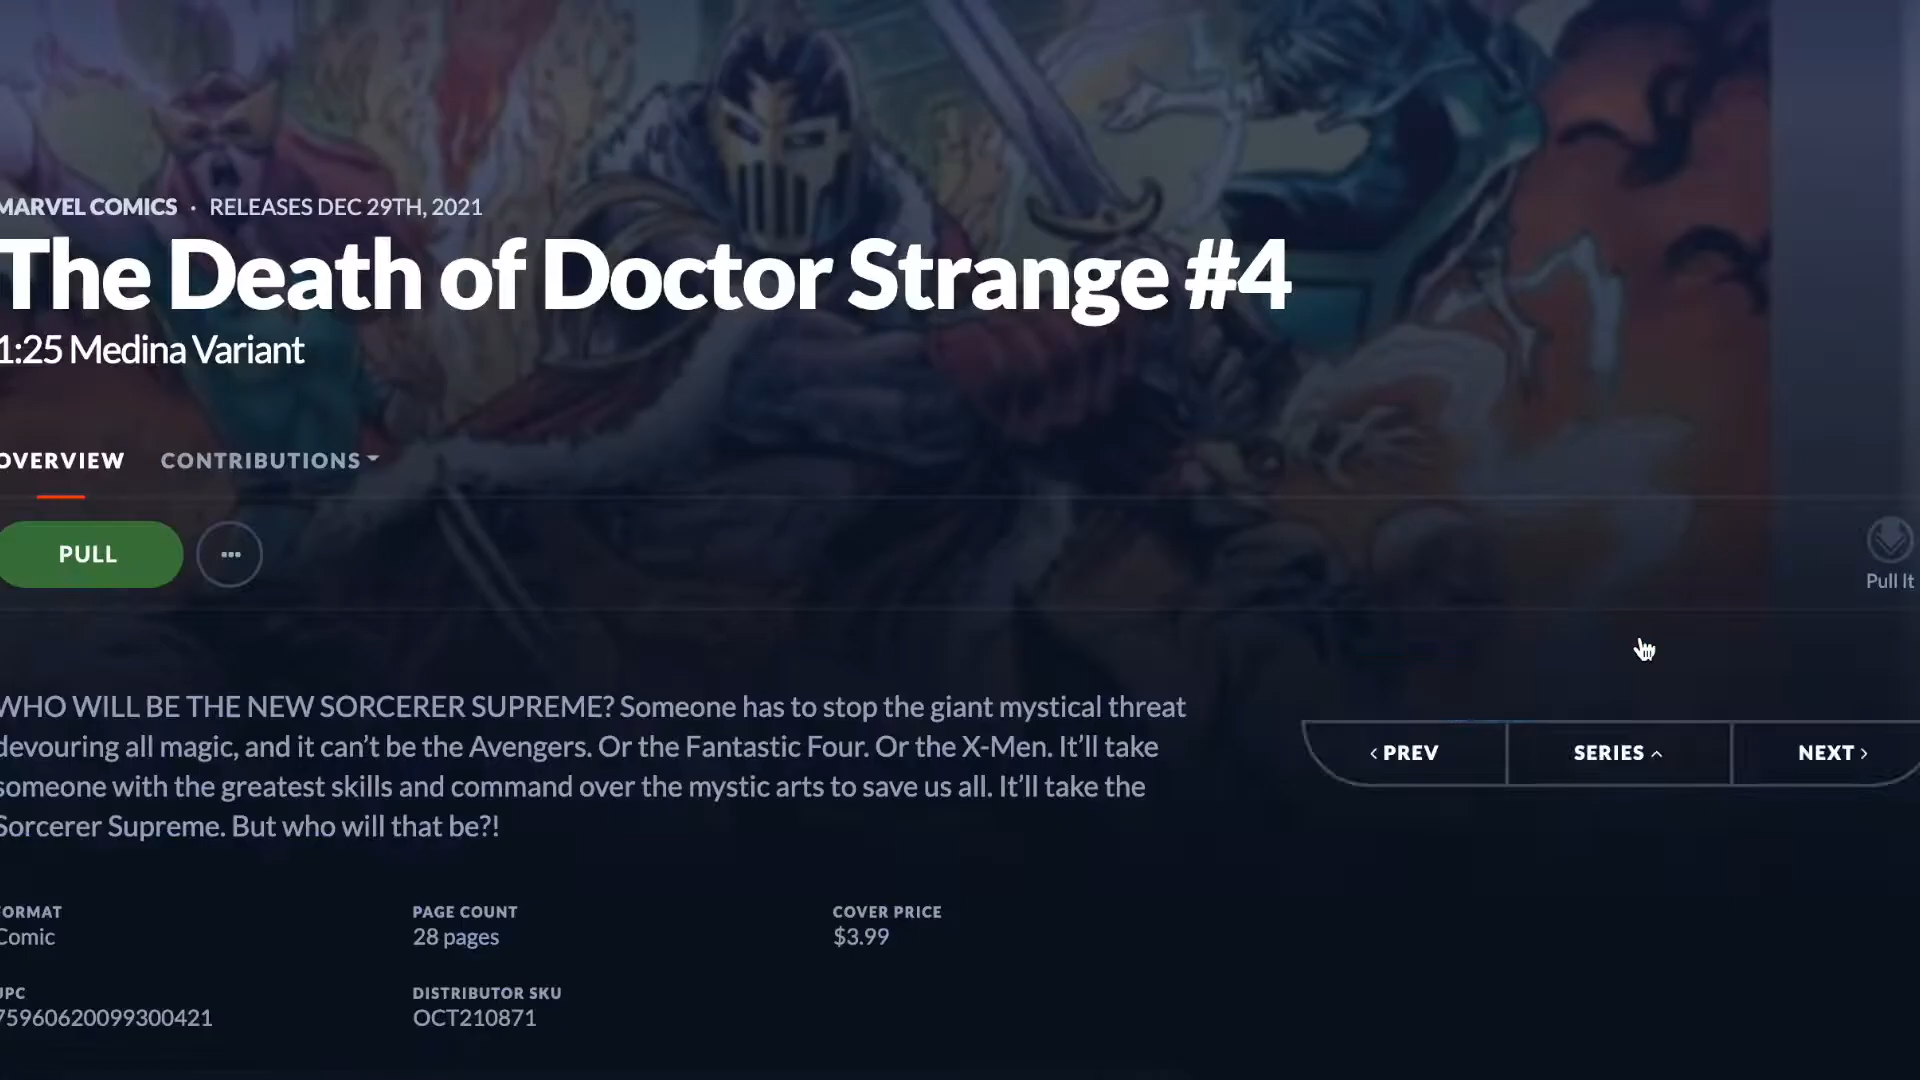 MARVEL COMICS · RELEASES DEC 29TH, 2021
The Death of Doctor Strange #4
1:25 Medina Variant
OVERVIEW CONTRIBUTIONS
PULL ...
Pull It
WHO WILL BE THE NEW SORCERER SUPREME? Someone has to stop the giant mystical threat
devouring all magic, and it can’t be the Avengers. Or the Fantastic Four. Or the X-Men. It’ll take
someone with the greatest skills and command over the mystic arts to save us all. It’ll take the
Sorcerer Supreme. But who will that be?!
‹ PREV SERIES NEXT ›
FORMAT PAGE COUNT COVER PRICE
Comic 28 pages $3.99
UPC DISTRIBUTOR SKU
75960620099300421 OCT210871